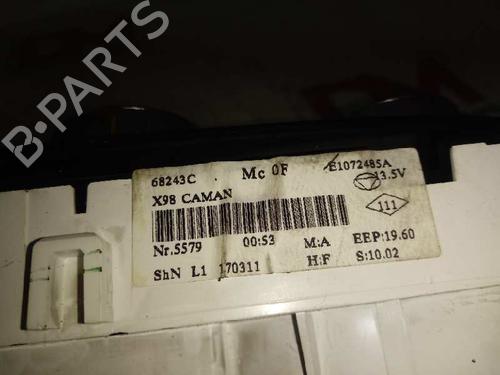 68243C Mc 0F E1072485A
X98 CAMAN 13.5V
111
Nr.5579 00:53 M:A EEP:19.60
ShN L1 170311 H:F S:10.02
B-PARTS